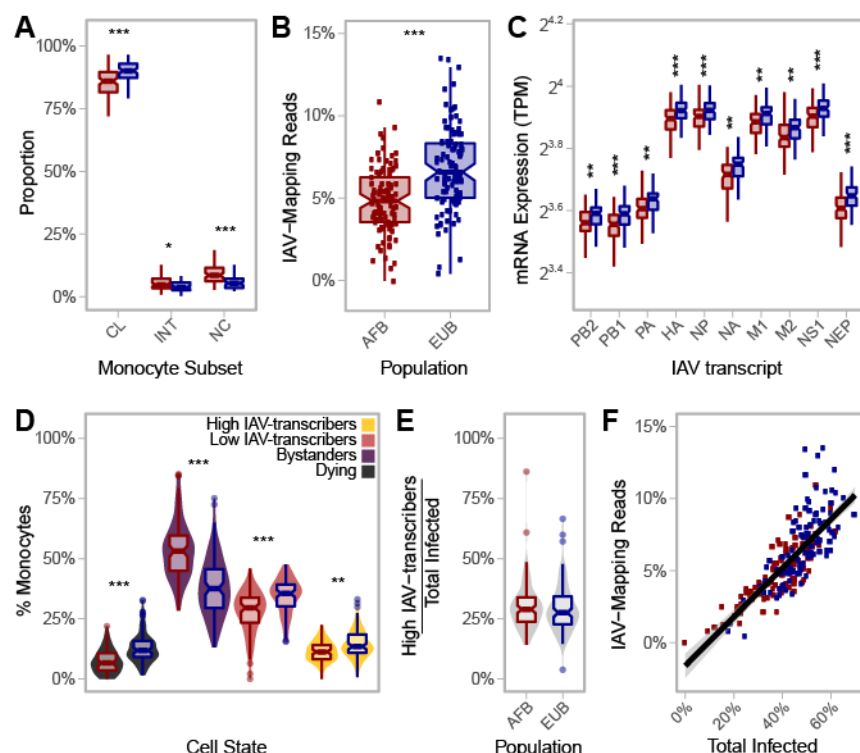 A
100%
75%
50%
25%
0%
Proportion
***
*
***
CL
INT
NC
Monocyte Subset
B
15%
10%
5%
0%
IAV-Mapping Reads
***
AFB
EUB
Population
C
2^4.2
2^4
2^3.8
2^3.6
2^3.4
mRNA Expression (TPM)
**
***
**
***
***
**
**
**
***
***
PB2
PB1
PA
HA
NP
NA
M1
M2
NS1
NEP
IAV transcript
D
100%
75%
50%
25%
0%
% Monocytes
High IAV-transcribers
Low IAV-transcribers
Bystanders
Dying
***
***
***
**
Cell State
E
100%
75%
50%
25%
0%
High IAV-transcribers
Total Infected
AFB
EUB
Population
F
15%
10%
5%
0%
IAV-Mapping Reads
0%
20%
40%
60%
Total Infected